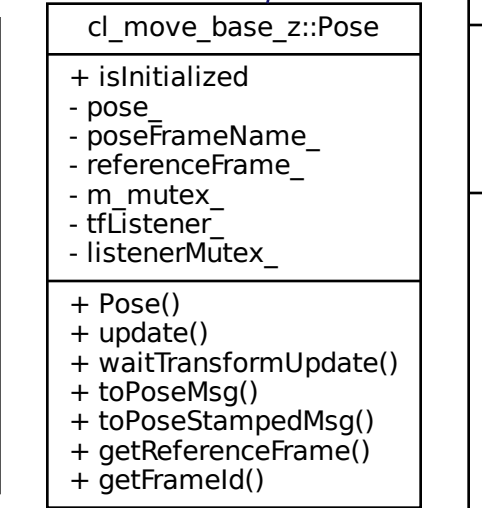 cl_move_base_z::Pose
+ isInitialized
- pose_
- poseFrameName_
- referenceFrame_
- m_mutex_
- tfListener_
- listenerMutex_
+ Pose()
+ update()
+ waitTransformUpdate()
+ toPoseMsg()
+ toPoseStampedMsg()
+ getReferenceFrame()
+ getFrameId()